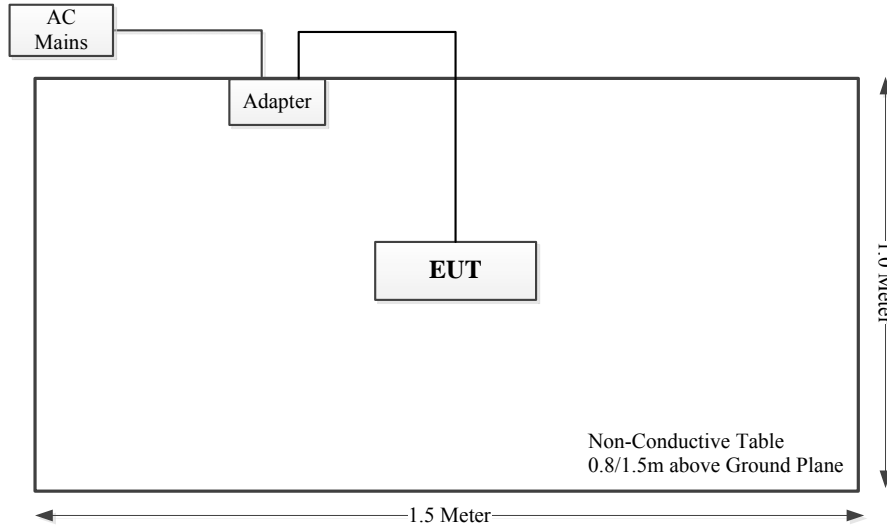 AC
Mains
Adapter
EUT
1.0 Meter
Non-Conductive Table
0.8/1.5m above Ground Plane
1.5 Meter